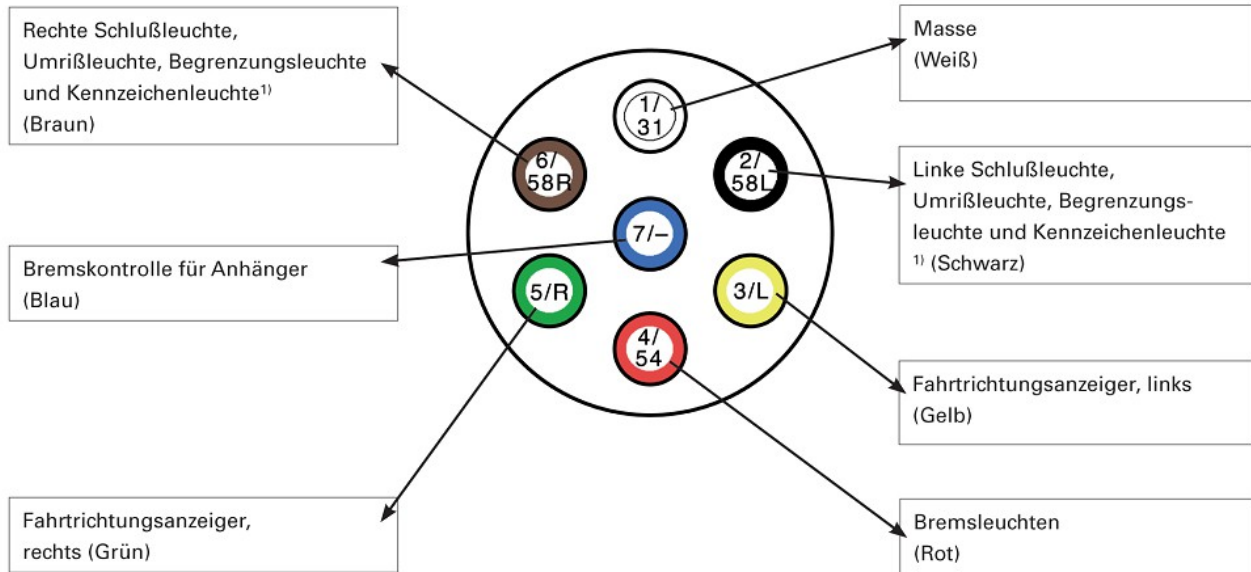 Rechte Schlußleuchte,
Umrißleuchte, Begrenzungsleuchte
und Kennzeichenleuchte¹⁾
(Braun)
Bremskontrolle für Anhänger
(Blau)
Fahrtrichtungsanzeiger,
rechts (Grün)
1/
31
6/
58R
2/
58L
7/–
5/R
3/L
4/
54
Masse
(Weiß)
Linke Schlußleuchte,
Umrißleuchte, Begrenzungs-
leuchte und Kennzeichenleuchte
¹⁾ (Schwarz)
Fahrtrichtungsanzeiger, links
(Gelb)
Bremsleuchten
(Rot)